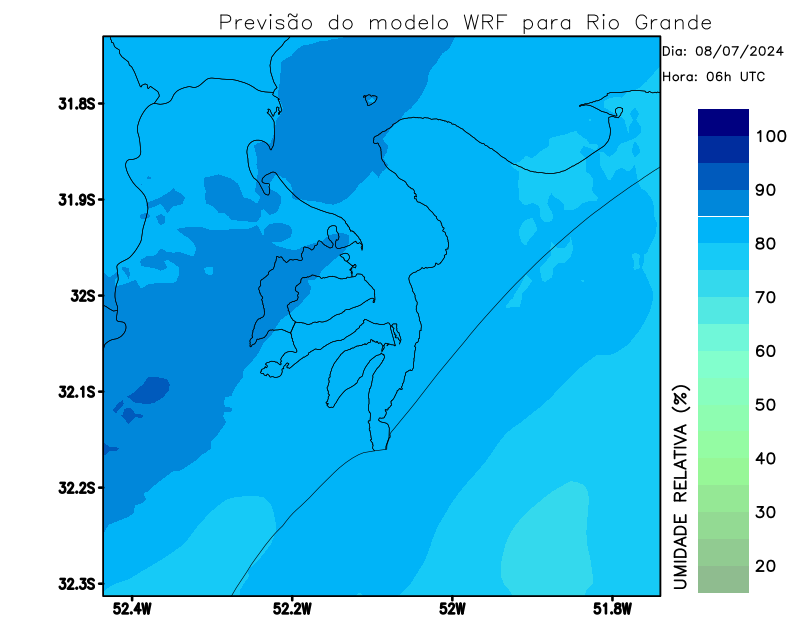 Previsão do modelo WRF para Rio Grande
Dia: 08/07/2024
Hora: 06h UTC
31.8S
31.9S
32S
32.1S
32.2S
32.3S
52.4W
52.2W
52W
51.8W
100
90
80
70
60
50
40
30
20
UMIDADE RELATIVA (%)